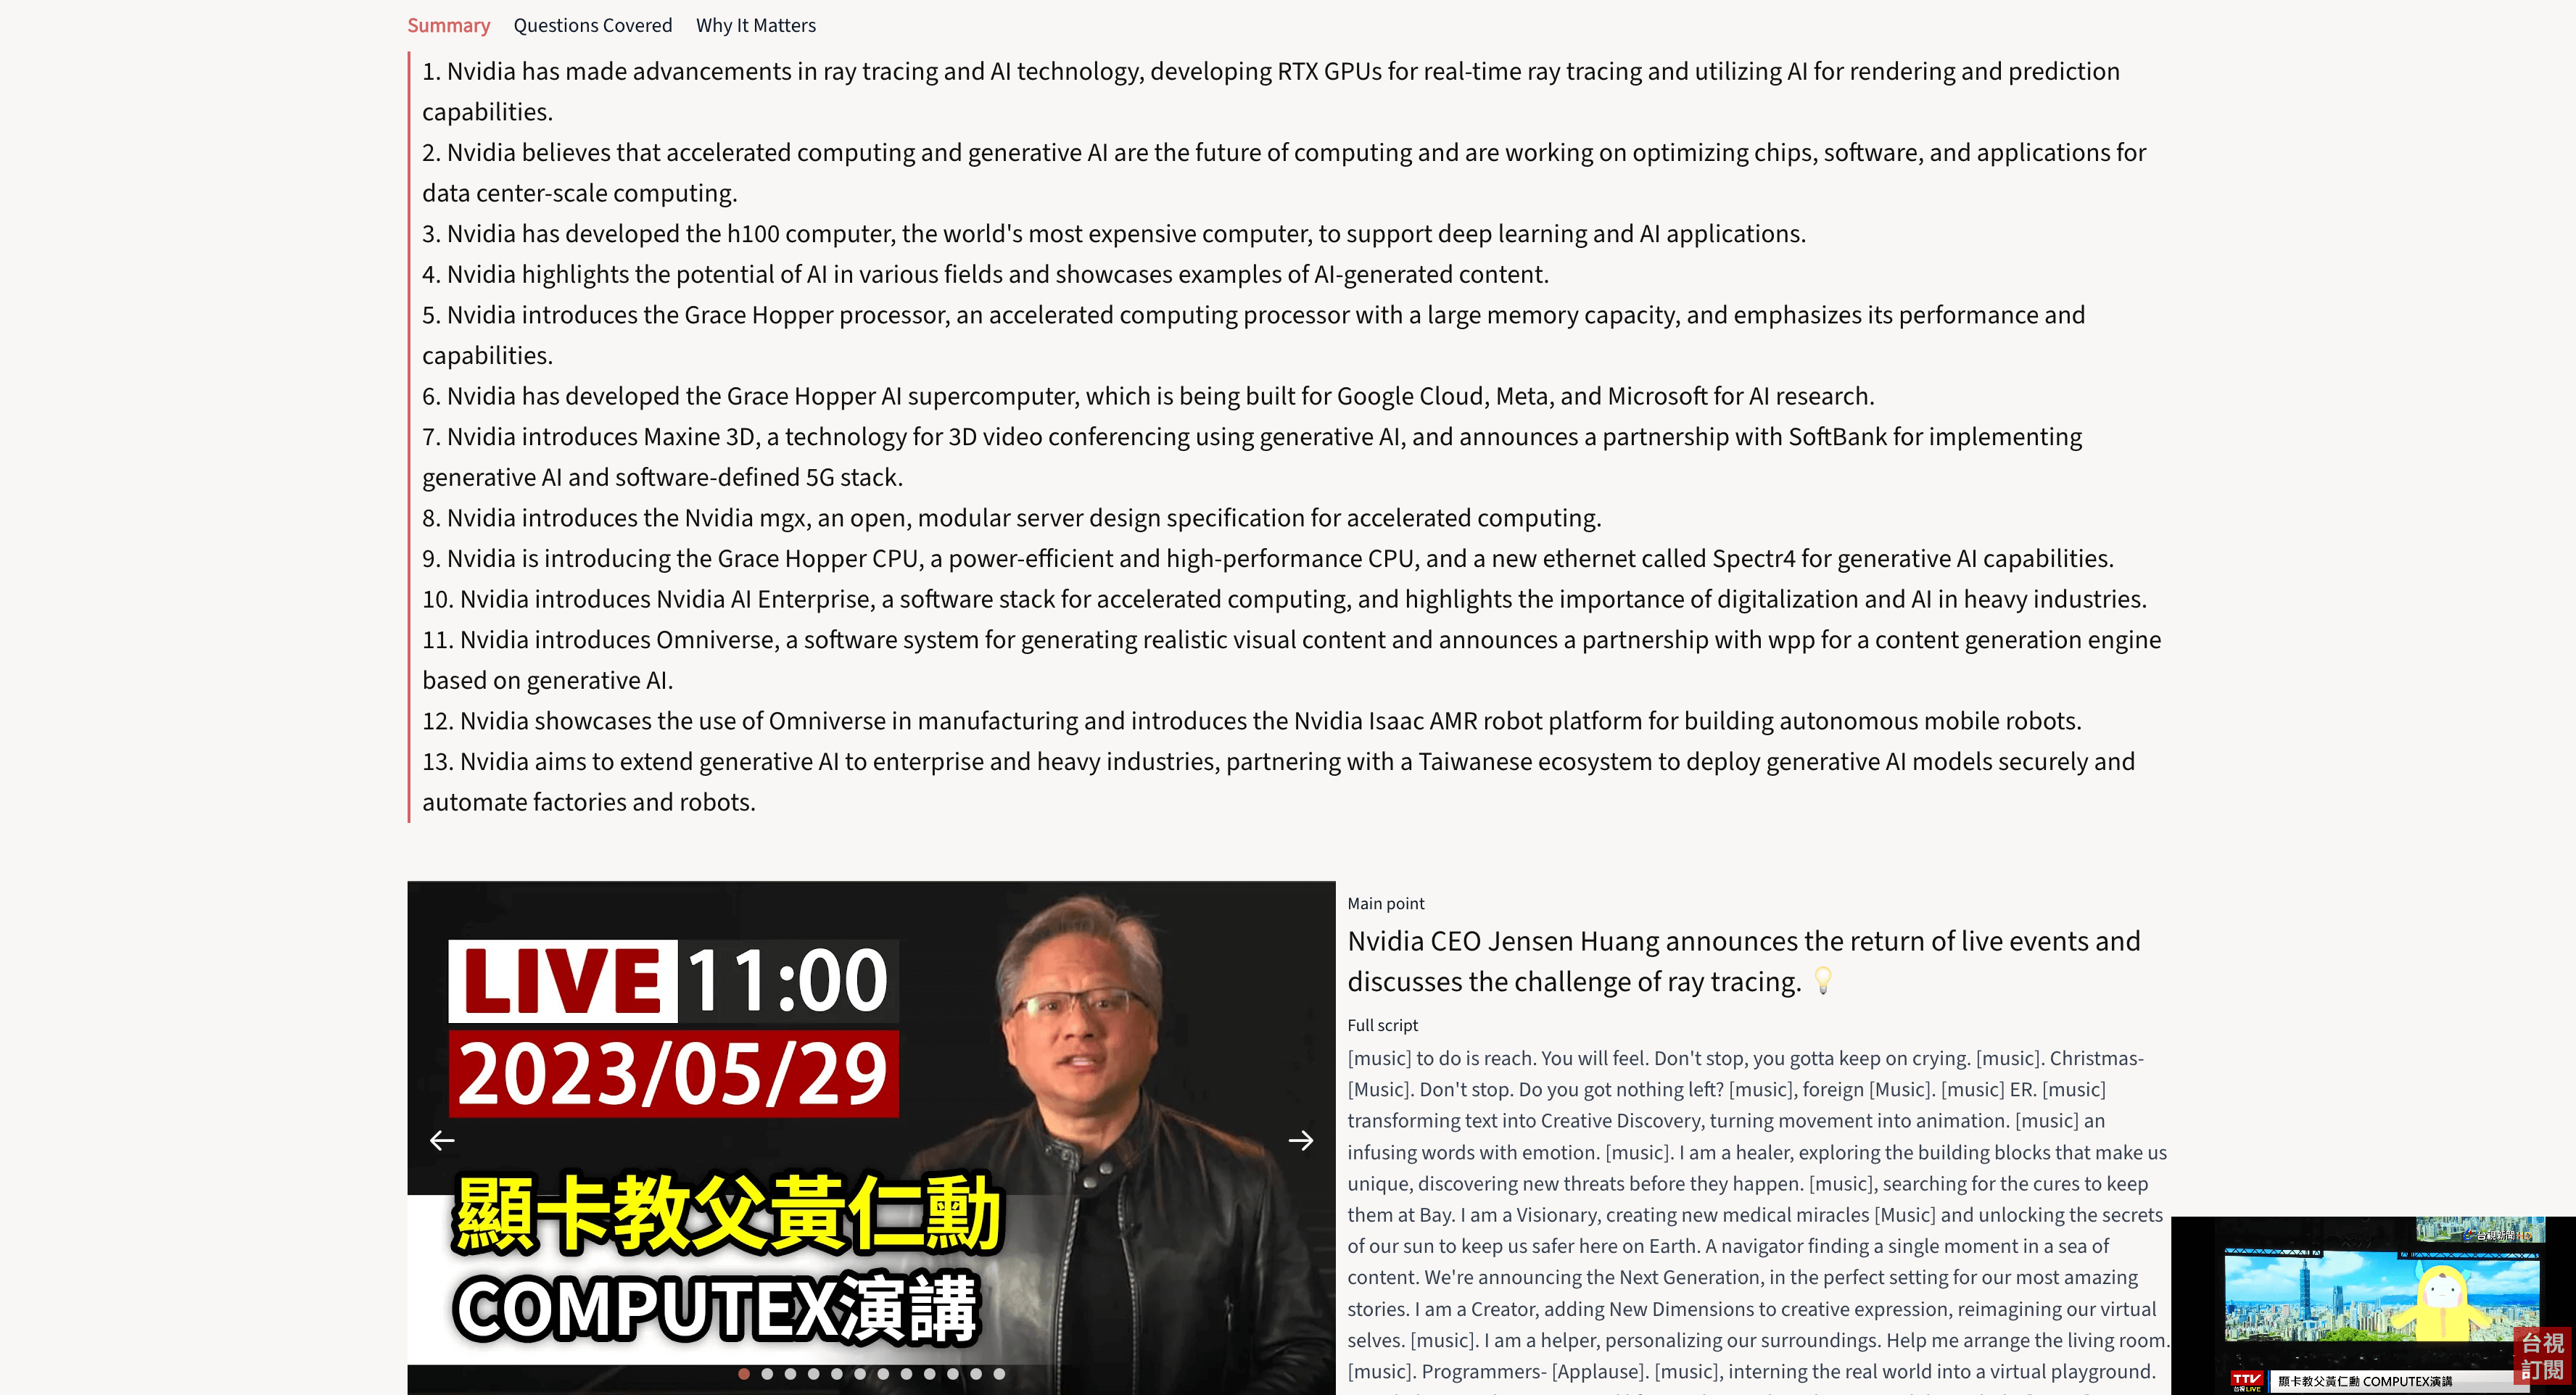 Summary Questions Covered Why It Matters
1. Nvidia has made advancements in ray tracing and AI technology, developing RTX GPUs for real-time ray tracing and utilizing AI for rendering and prediction
capabilities.
2. Nvidia believes that accelerated computing and generative AI are the future of computing and are working on optimizing chips, software, and applications for
data center-scale computing.
3. Nvidia has developed the h100 computer, the world's most expensive computer, to support deep learning and AI applications.
4. Nvidia highlights the potential of AI in various fields and showcases examples of AI-generated content.
5. Nvidia introduces the Grace Hopper processor, an accelerated computing processor with a large memory capacity, and emphasizes its performance and
capabilities.
6. Nvidia has developed the Grace Hopper AI supercomputer, which is being built for Google Cloud, Meta, and Microsoft for AI research.
7. Nvidia introduces Maxine 3D, a technology for 3D video conferencing using generative AI, and announces a partnership with SoftBank for implementing
generative AI and software-defined 5G stack.
8. Nvidia introduces the Nvidia mgx, an open, modular server design specification for accelerated computing.
9. Nvidia is introducing the Grace Hopper CPU, a power-efficient and high-performance CPU, and a new ethernet called Spectr4 for generative AI capabilities.
10. Nvidia introduces Nvidia AI Enterprise, a software stack for accelerated computing, and highlights the importance of digitalization and AI in heavy industries.
11. Nvidia introduces Omniverse, a software system for generating realistic visual content and announces a partnership with wpp for a content generation engine
based on generative AI.
12. Nvidia showcases the use of Omniverse in manufacturing and introduces the Nvidia Isaac AMR robot platform for building autonomous mobile robots.
13. Nvidia aims to extend generative AI to enterprise and heavy industries, partnering with a Taiwanese ecosystem to deploy generative AI models securely and
automate factories and robots.
LIVE 11:00
2023/05/29
顯卡教父黃仁勳
COMPUTEX演講
Main point
Nvidia CEO Jensen Huang announces the return of live events and
discusses the challenge of ray tracing. 💡
Full script
[music] to do is reach. You will feel. Don't stop, you gotta keep on crying. [music]. Christmas-
[Music]. Don't stop. Do you got nothing left? [music], foreign [Music]. [music] ER. [music]
transforming text into Creative Discovery, turning movement into animation. [music] an
infusing words with emotion. [music]. I am a healer, exploring the building blocks that make us
unique, discovering new threats before they happen. [music], searching for the cures to keep
them at Bay. I am a Visionary, creating new medical miracles [Music] and unlocking the secrets
of our sun to keep us safer here on Earth. A navigator finding a single moment in a sea of
content. We're announcing the Next Generation, in the perfect setting for our most amazing
stories. I am a Creator, adding New Dimensions to creative expression, reimagining our virtual
selves. [music]. I am a helper, personalizing our surroundings. Help me arrange the living room.
[music]. Programmers- [Applause]. [music], interning the real world into a virtual playground.
台視新聞
台視
訂閱
TTV
台視 LIVE
顯卡教父黃仁勳 COMPUTEX演講